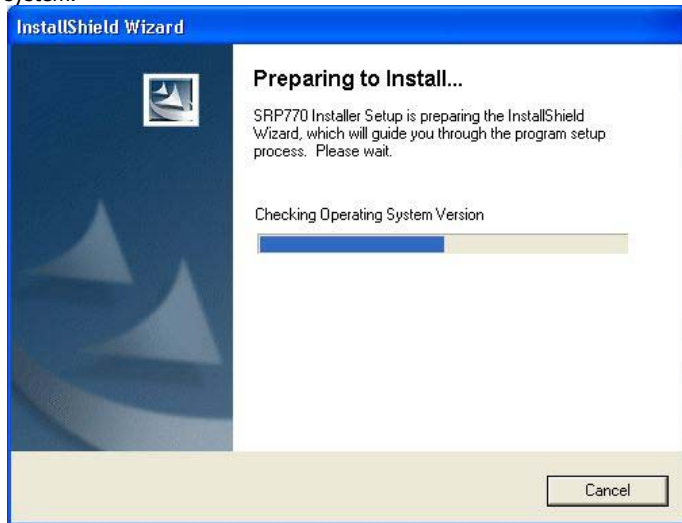 system.
InstallShield Wizard
Preparing to Install...
SRP770 Installer Setup is preparing the InstallShield
Wizard, which will guide you through the program setup
process. Please wait.
Checking Operating System Version
Cancel